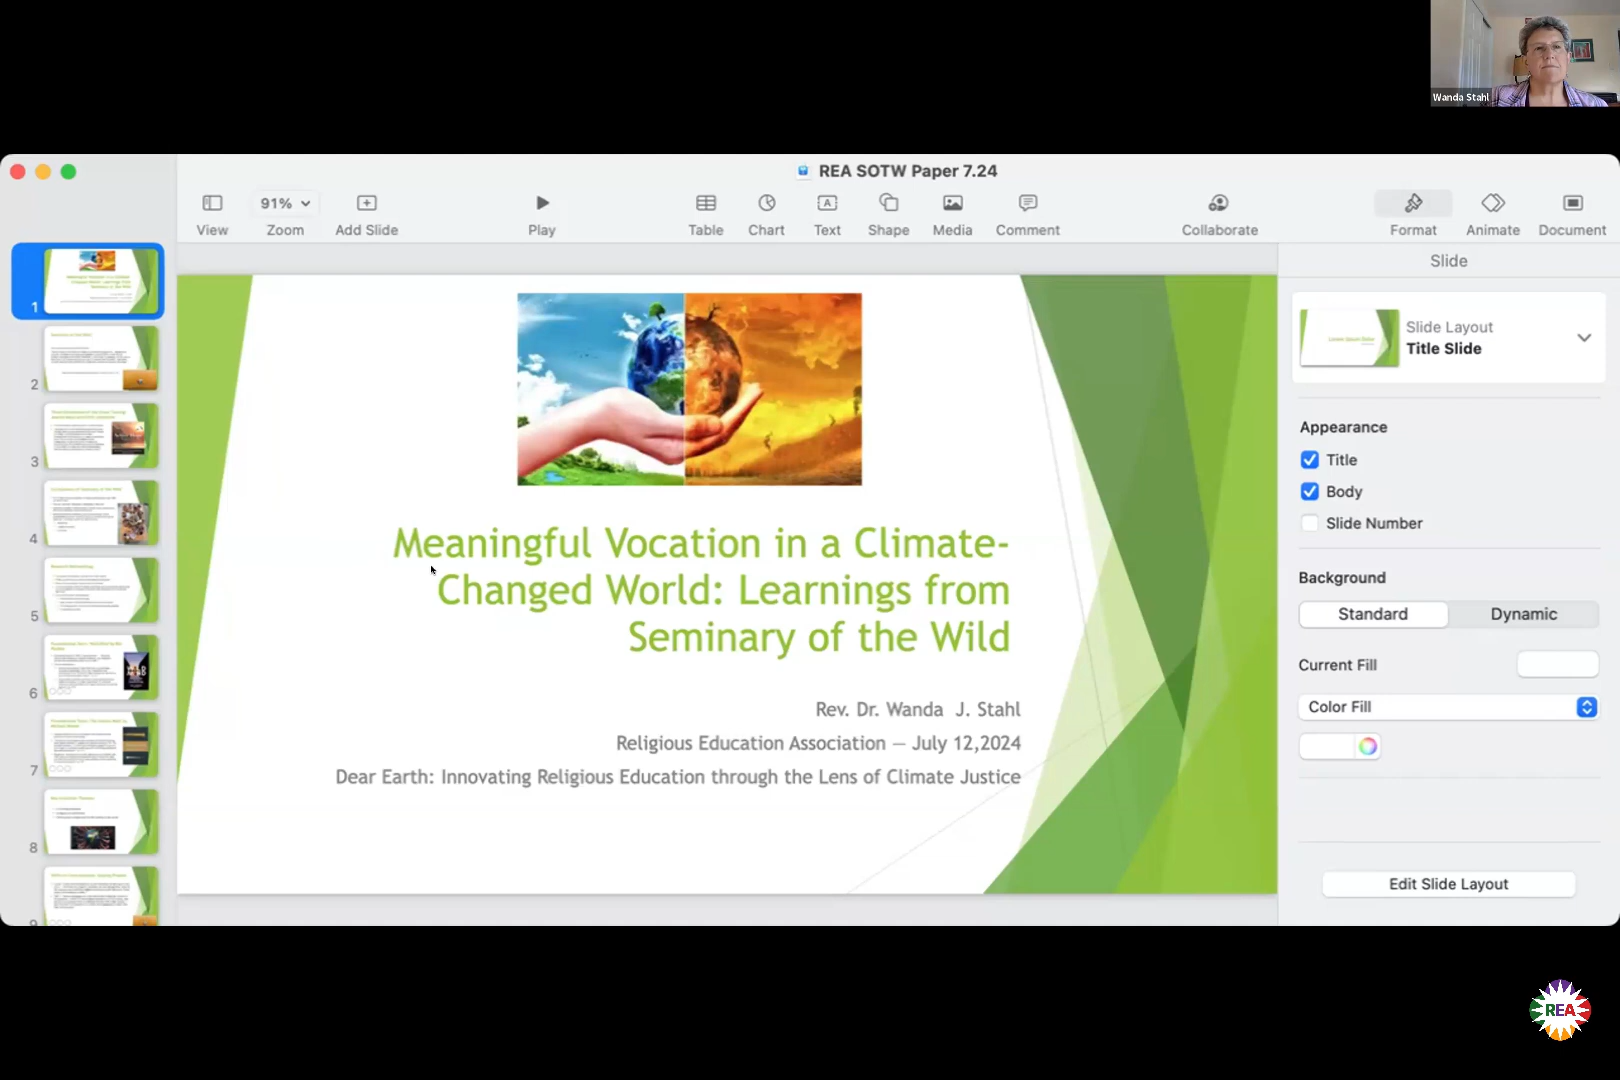 Wanda Stahl
REA SOTW Paper 7.24
91%
View
Zoom
Add Slide
Play
Table
Chart
Text
Shape
Media
Comment
Collaborate
Format
Animate
Document
1
2
3
4
5
6
7
8
9
Meaningful Vocation in a Climate-
Changed World: Learnings from
Seminary of the Wild
Rev. Dr. Wanda J. Stahl
Religious Education Association — July 12,2024
Dear Earth: Innovating Religious Education through the Lens of Climate Justice
Slide
Slide Layout
Title Slide
Appearance
Title
Body
Slide Number
Background
Standard
Dynamic
Current Fill
Color Fill
Edit Slide Layout
REA